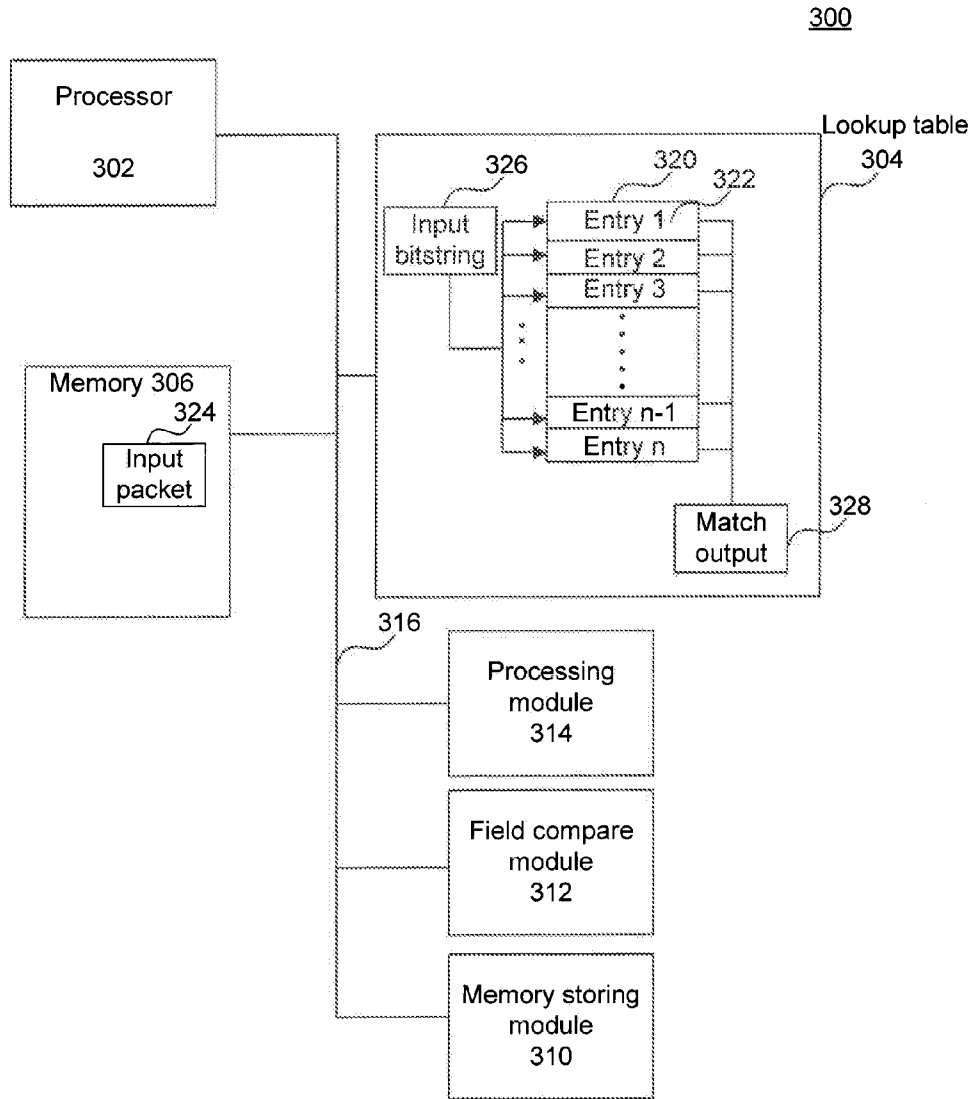 300
Processor
302
Lookup table
304
326
320
322
Input
bitstring
Entry 1
Entry 2
Entry 3
Entry n-1
Entry n
Memory 306
324
Input
packet
Match
output
328
316
Processing
module
314
Field compare
module
312
Memory storing
module
310